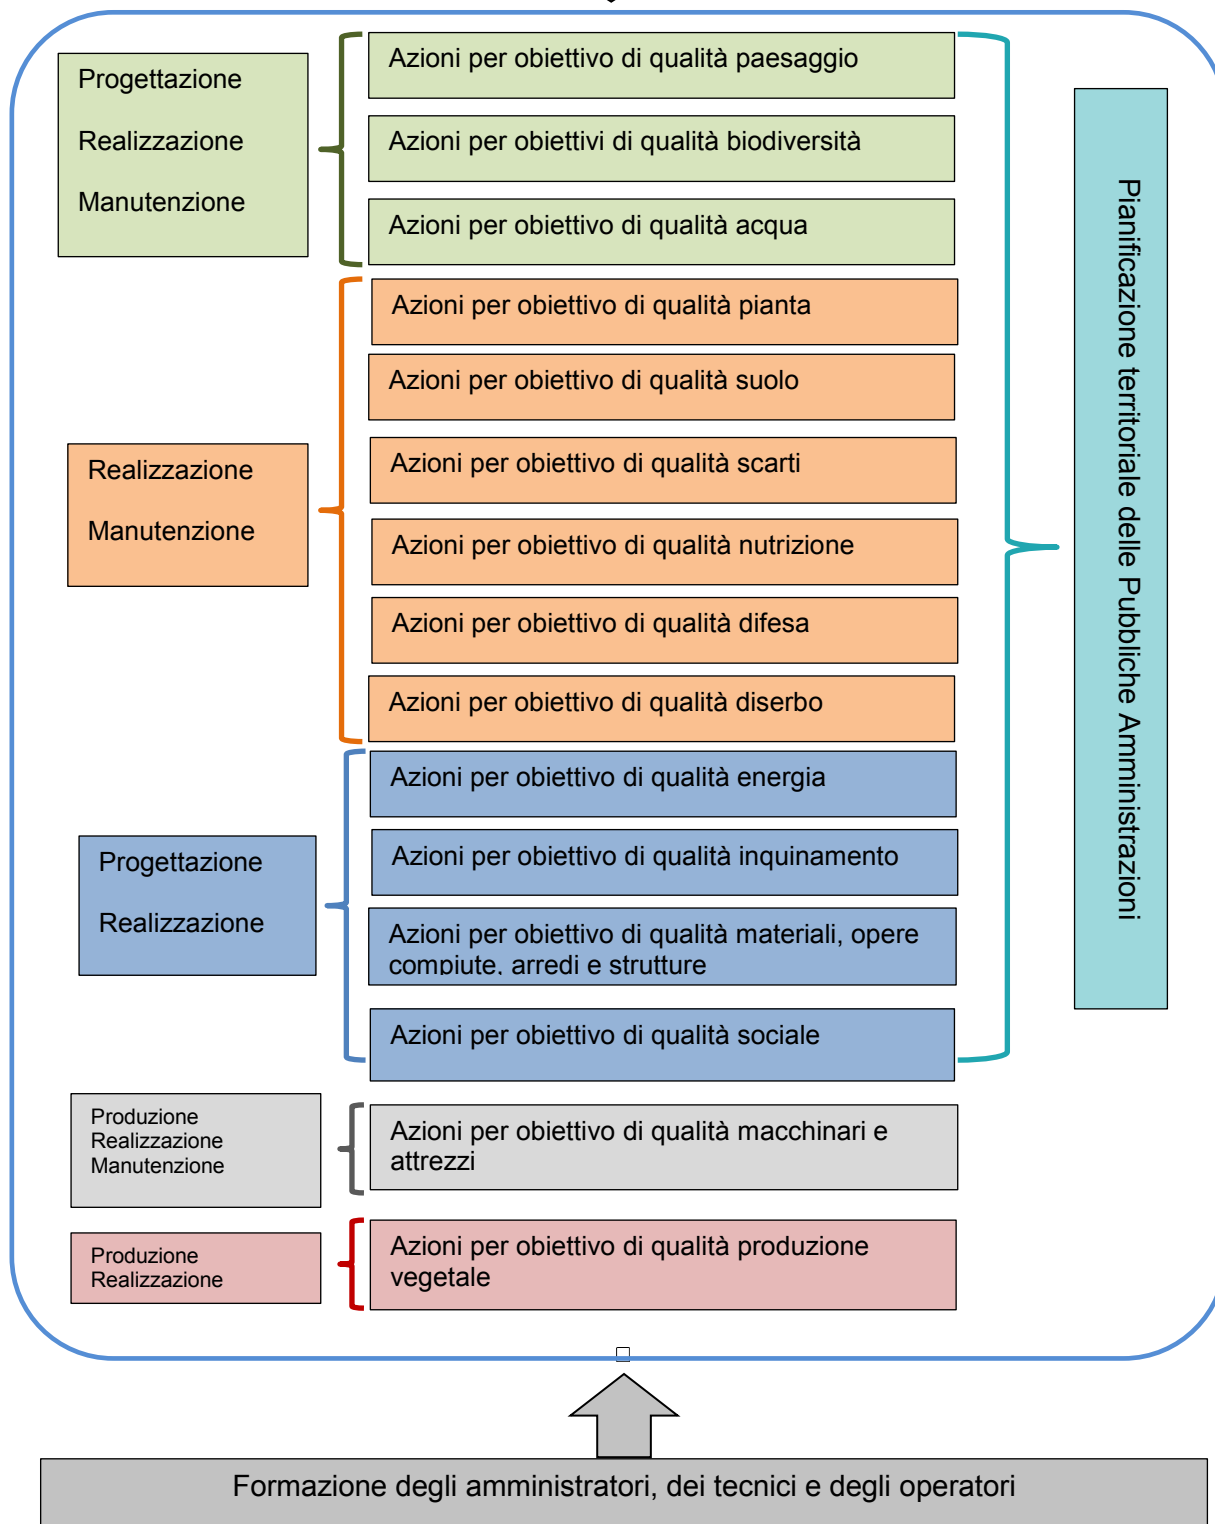 Progettazione
Realizzazione
Manutenzione
Azioni per obiettivo di qualità paesaggio
Azioni per obiettivi di qualità biodiversità
Azioni per obiettivo di qualità acqua
Realizzazione
Manutenzione
Azioni per obiettivo di qualità pianta
Azioni per obiettivo di qualità suolo
Azioni per obiettivo di qualità scarti
Azioni per obiettivo di qualità nutrizione
Azioni per obiettivo di qualità difesa
Azioni per obiettivo di qualità diserbo
Progettazione
Realizzazione
Azioni per obiettivo di qualità energia
Azioni per obiettivo di qualità inquinamento
Azioni per obiettivo di qualità materiali, opere
compiute, arredi e strutture
Azioni per obiettivo di qualità sociale
Pianificazione territoriale delle Pubbliche Amministrazioni
Produzione
Realizzazione
Manutenzione
Azioni per obiettivo di qualità macchinari e
attrezzi
Produzione
Realizzazione
Azioni per obiettivo di qualità produzione
vegetale
Formazione degli amministratori, dei tecnici e degli operatori